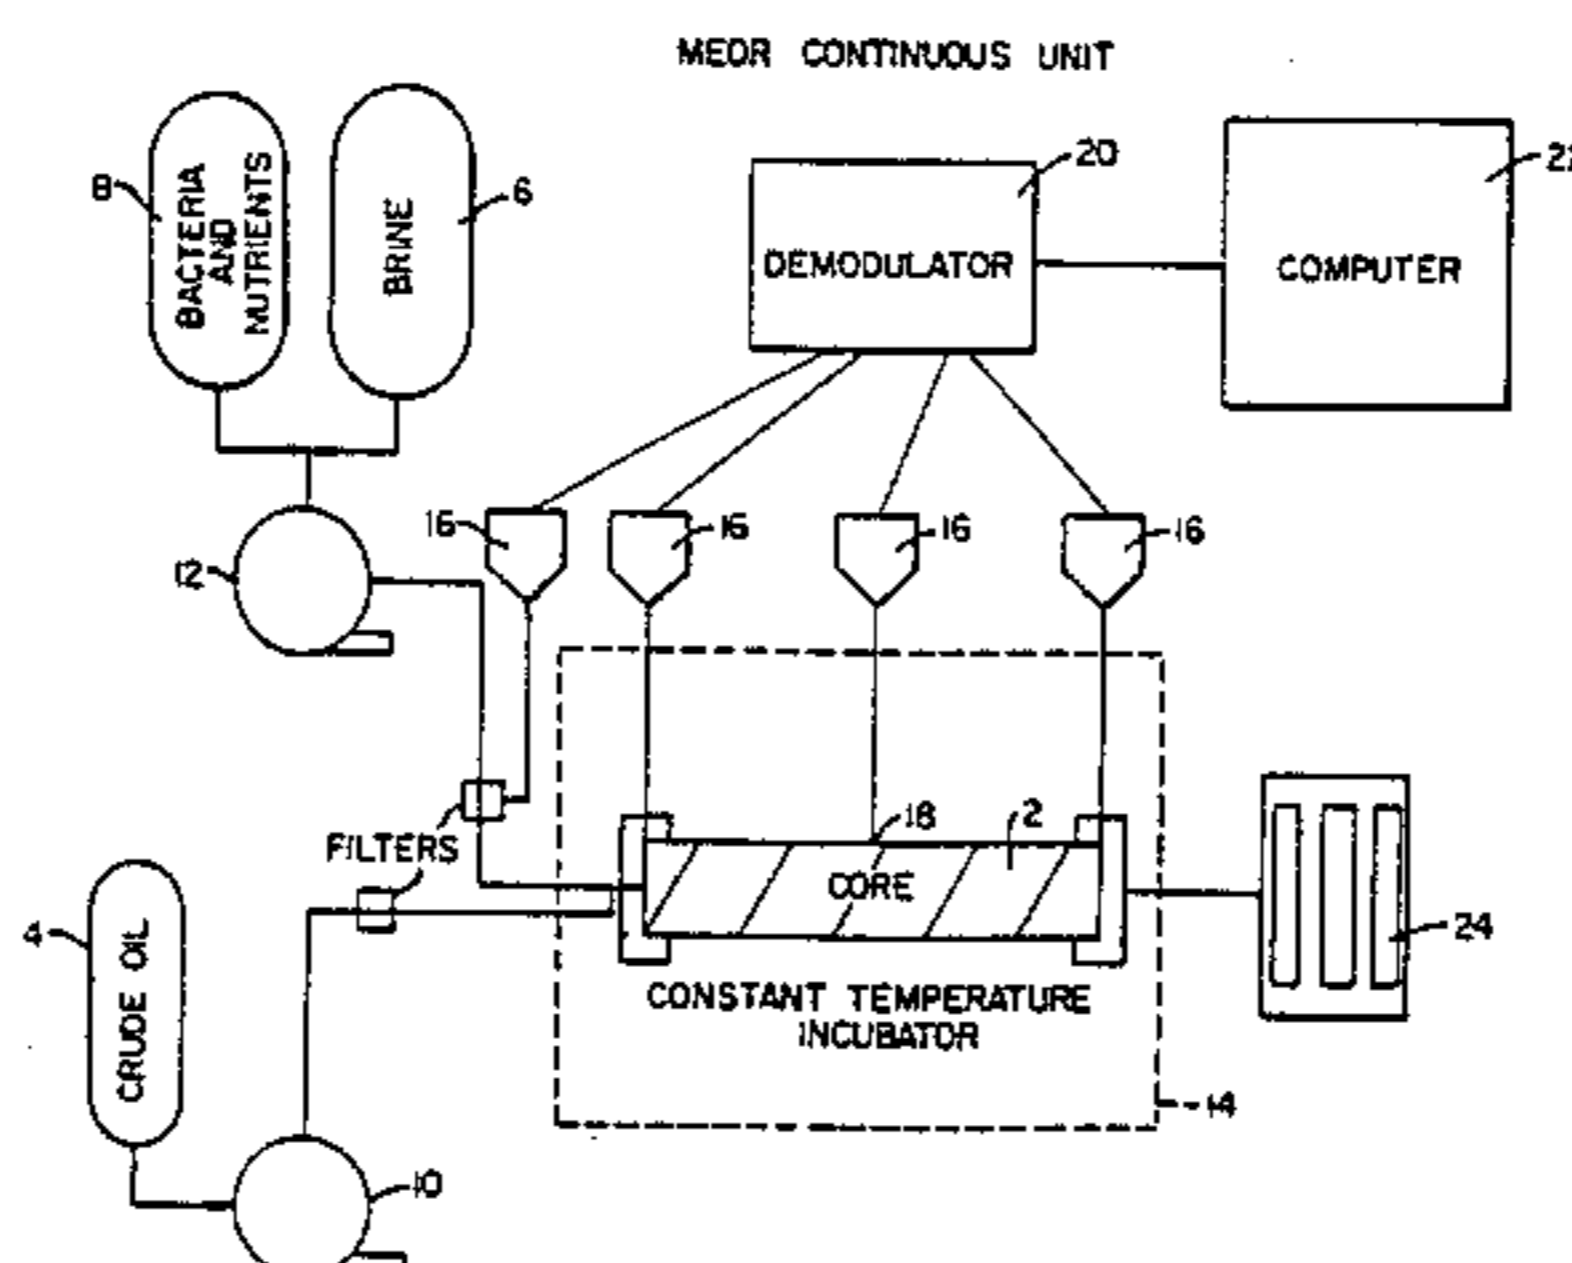 MEOR CONTINUOUS UNIT
20
22
8
BACTERIA
AND
NUTRIENTS
BRINE
6
DEMODULATOR
COMPUTER
16
16
16
16
12
18
2
FILTERS
CORE
4
CRUDE OIL
24
CONSTANT TEMPERATURE
INCUBATOR
14
10